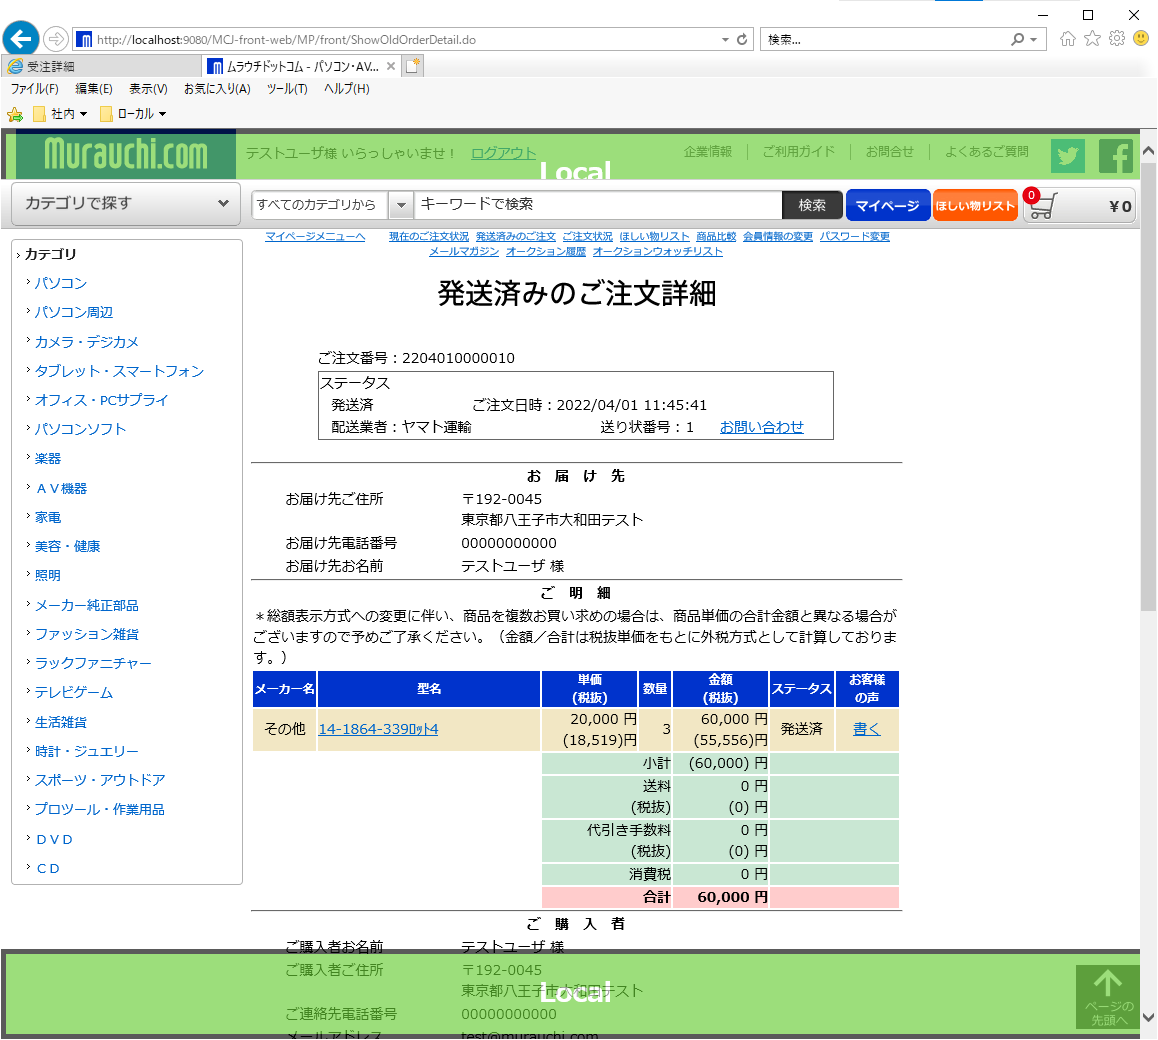 http://localhost:9080/MCJ-front-web/MP/front/ShowOldOrderDetail.do
検索...
受注詳細
ムラウチドットコム - パソコン・AV...
ファイル(F) 編集(E) 表示(V) お気に入り(A) ツール(T) ヘルプ(H)
社内 ローカル
Murauchi.com
テストユーザ様 いらっしゃいませ！ ログアウト
企業情報 ご利用ガイド お問合せ よくあるご質問
Local
カテゴリで探す
すべてのカテゴリから キーワードで検索 検索 マイページ ほしい物リスト 0 ¥ 0
マイページメニューへ 現在のご注文状況 発送済みのご注文 ご注文状況 ほしい物リスト 商品比較 会員情報の変更 パスワード変更
メールマガジン オークション履歴 オークションウォッチリスト
カテゴリ
パソコン
パソコン周辺
カメラ・デジカメ
タブレット・スマートフォン
オフィス・PCサプライ
パソコンソフト
楽器
ＡＶ機器
家電
美容・健康
照明
メーカー純正部品
ファッション雑貨
ラックファニチャー
テレビゲーム
生活雑貨
時計・ジュエリー
スポーツ・アウトドア
プロツール・作業用品
ＤＶＤ
ＣＤ
発送済みのご注文詳細
ご注文番号：2204010000010
ステータス
発送済 ご注文日時：2022/04/01 11:45:41
配送業者：ヤマト運輸 送り状番号：1 お問い合わせ
お 届 け 先
お届け先ご住所 〒192-0045
東京都八王子市大和田テスト
お届け先電話番号 00000000000
お届け先お名前 テストユーザ 様
ご 明 細
＊総額表示方式への変更に伴い、商品を複数お買い求めの場合は、商品単価の合計金額と異なる場合が
ございますので予めご了承ください。（金額／合計は税抜単価をもとに外税方式として計算しておりま
す。）
メーカー名 型名 単価 (税抜) 数量 金額 (税抜) ステータス お客様 の声
その他 14-1864-339ﾛｯﾄ4 20,000 円 3 60,000 円 発送済 書く
(18,519)円 (55,556)円
小計 (60,000) 円
送料 0 円
(税抜) (0) 円
代引き手数料 0 円
(税抜) (0) 円
消費税 0 円
合計 60,000 円
ご 購 入 者
ご購入者お名前 テストユーザ 様
ご購入者ご住所 〒192-0045
東京都八王子市大和田テスト
Local
ご連絡先電話番号 00000000000
メールアドレス test@murauchi.com
ページの
先頭へ